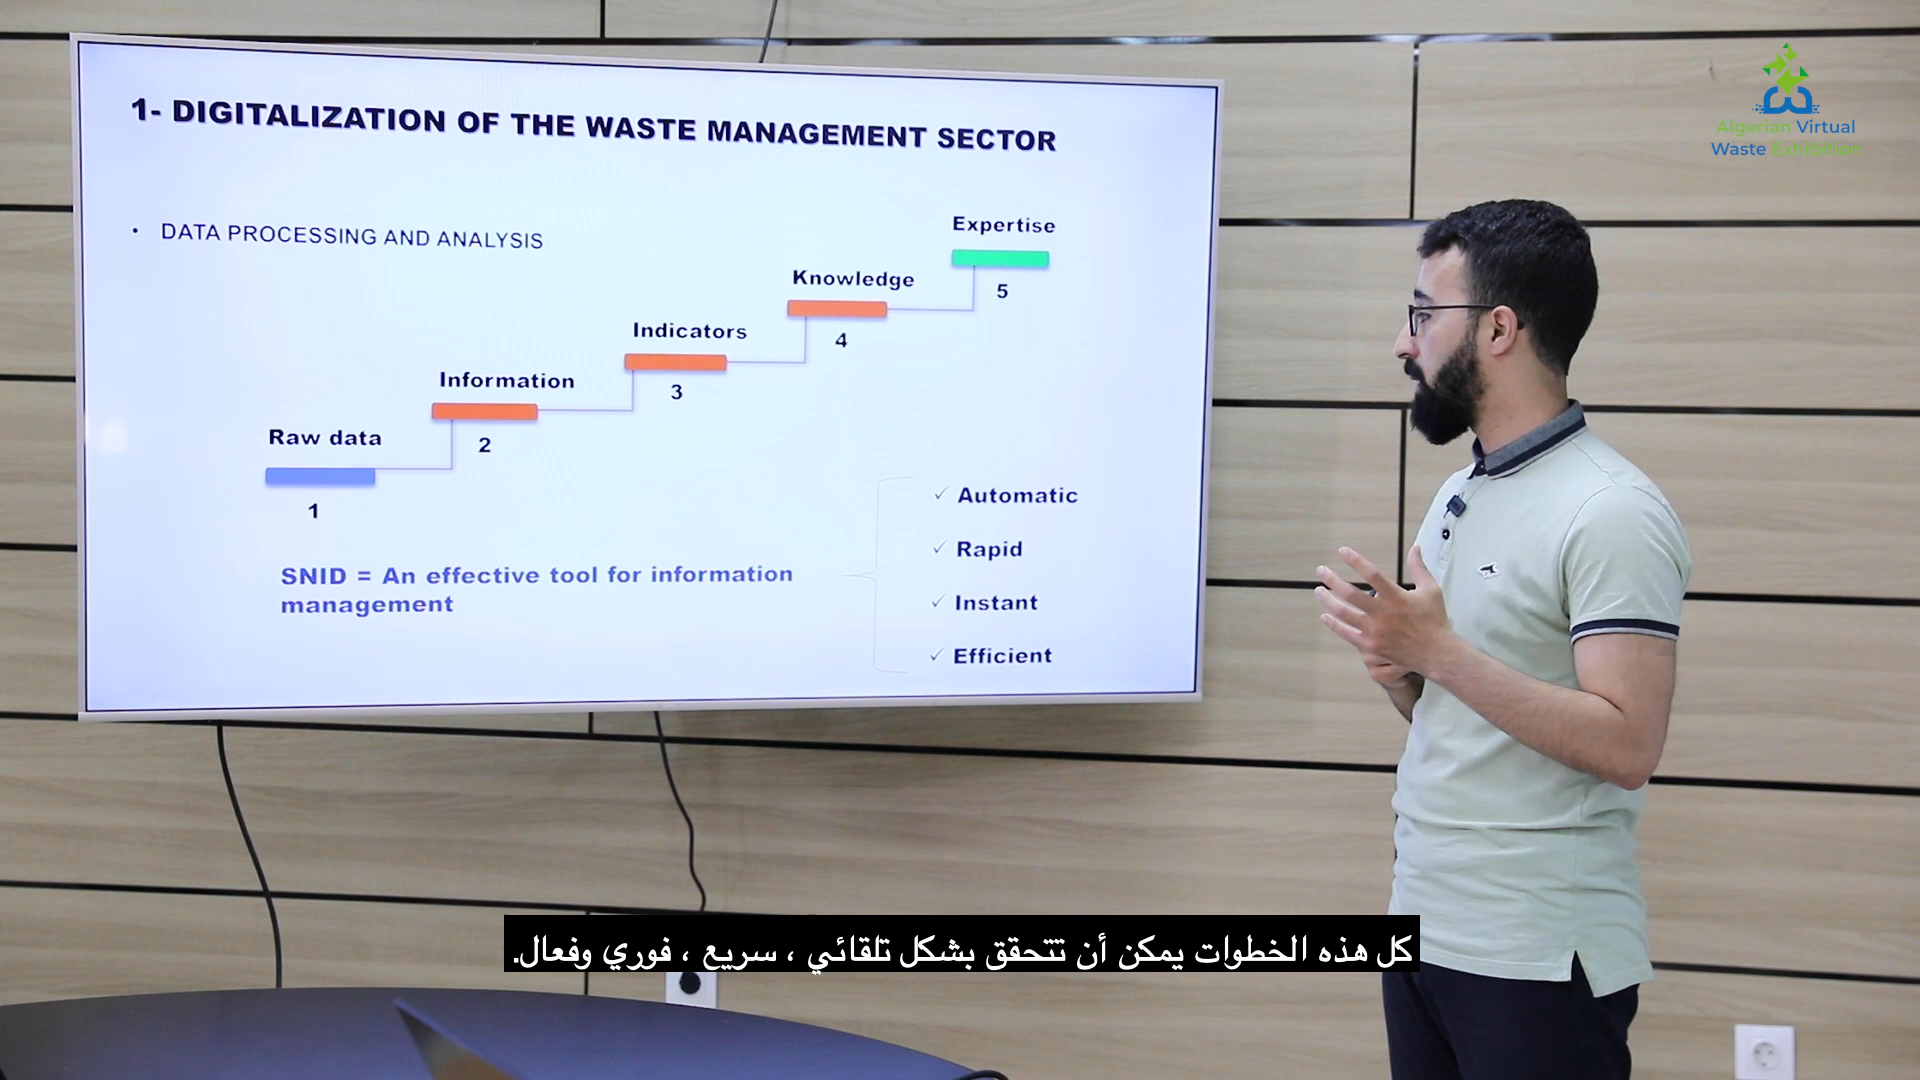 1- DIGITALIZATION OF THE WASTE MANAGEMENT SECTOR
Algerian Virtual
Waste Exhibition
• DATA PROCESSING AND ANALYSIS
Expertise
5
Knowledge
4
Indicators
3
Information
2
Raw data
1
SNID = An effective tool for information
management
✓ Automatic
✓ Rapid
✓ Instant
✓ Efficient
كل هذه الخطوات يمكن أن تتحقق بشكل تلقائي ، سريع ، فوري وفعال.